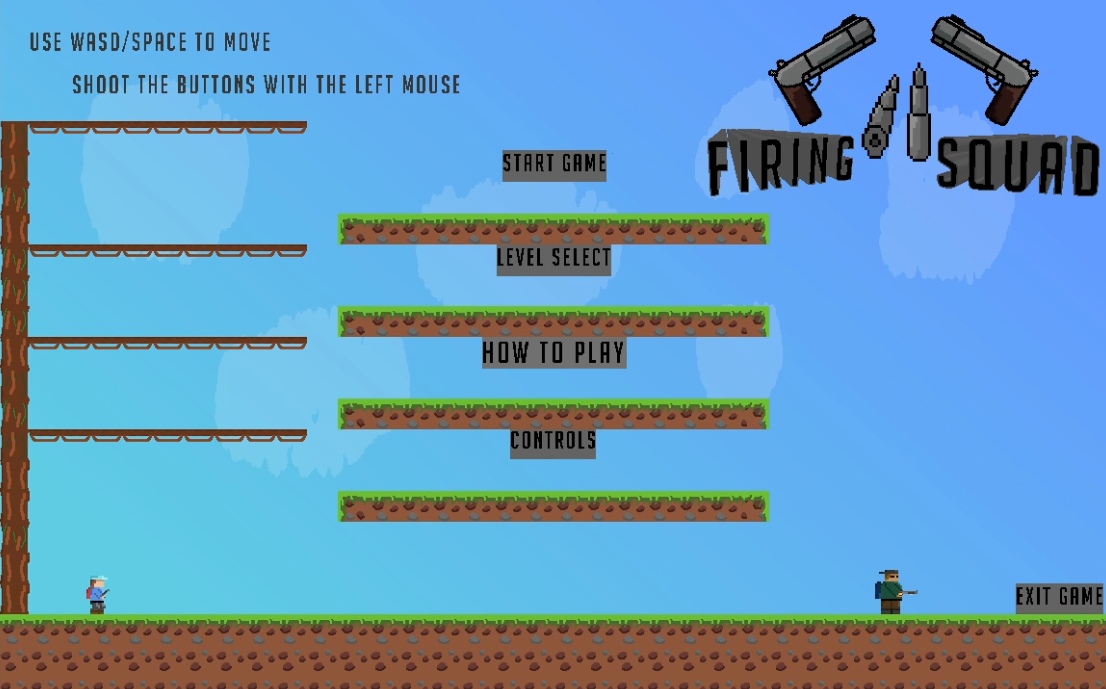 USE WASD/SPACE TO MOVE
SHOOT THE BUTTONS WITH THE LEFT MOUSE
FIRING SQUAD
START GAME
LEVEL SELECT
HOW TO PLAY
CONTROLS
EXIT GAME